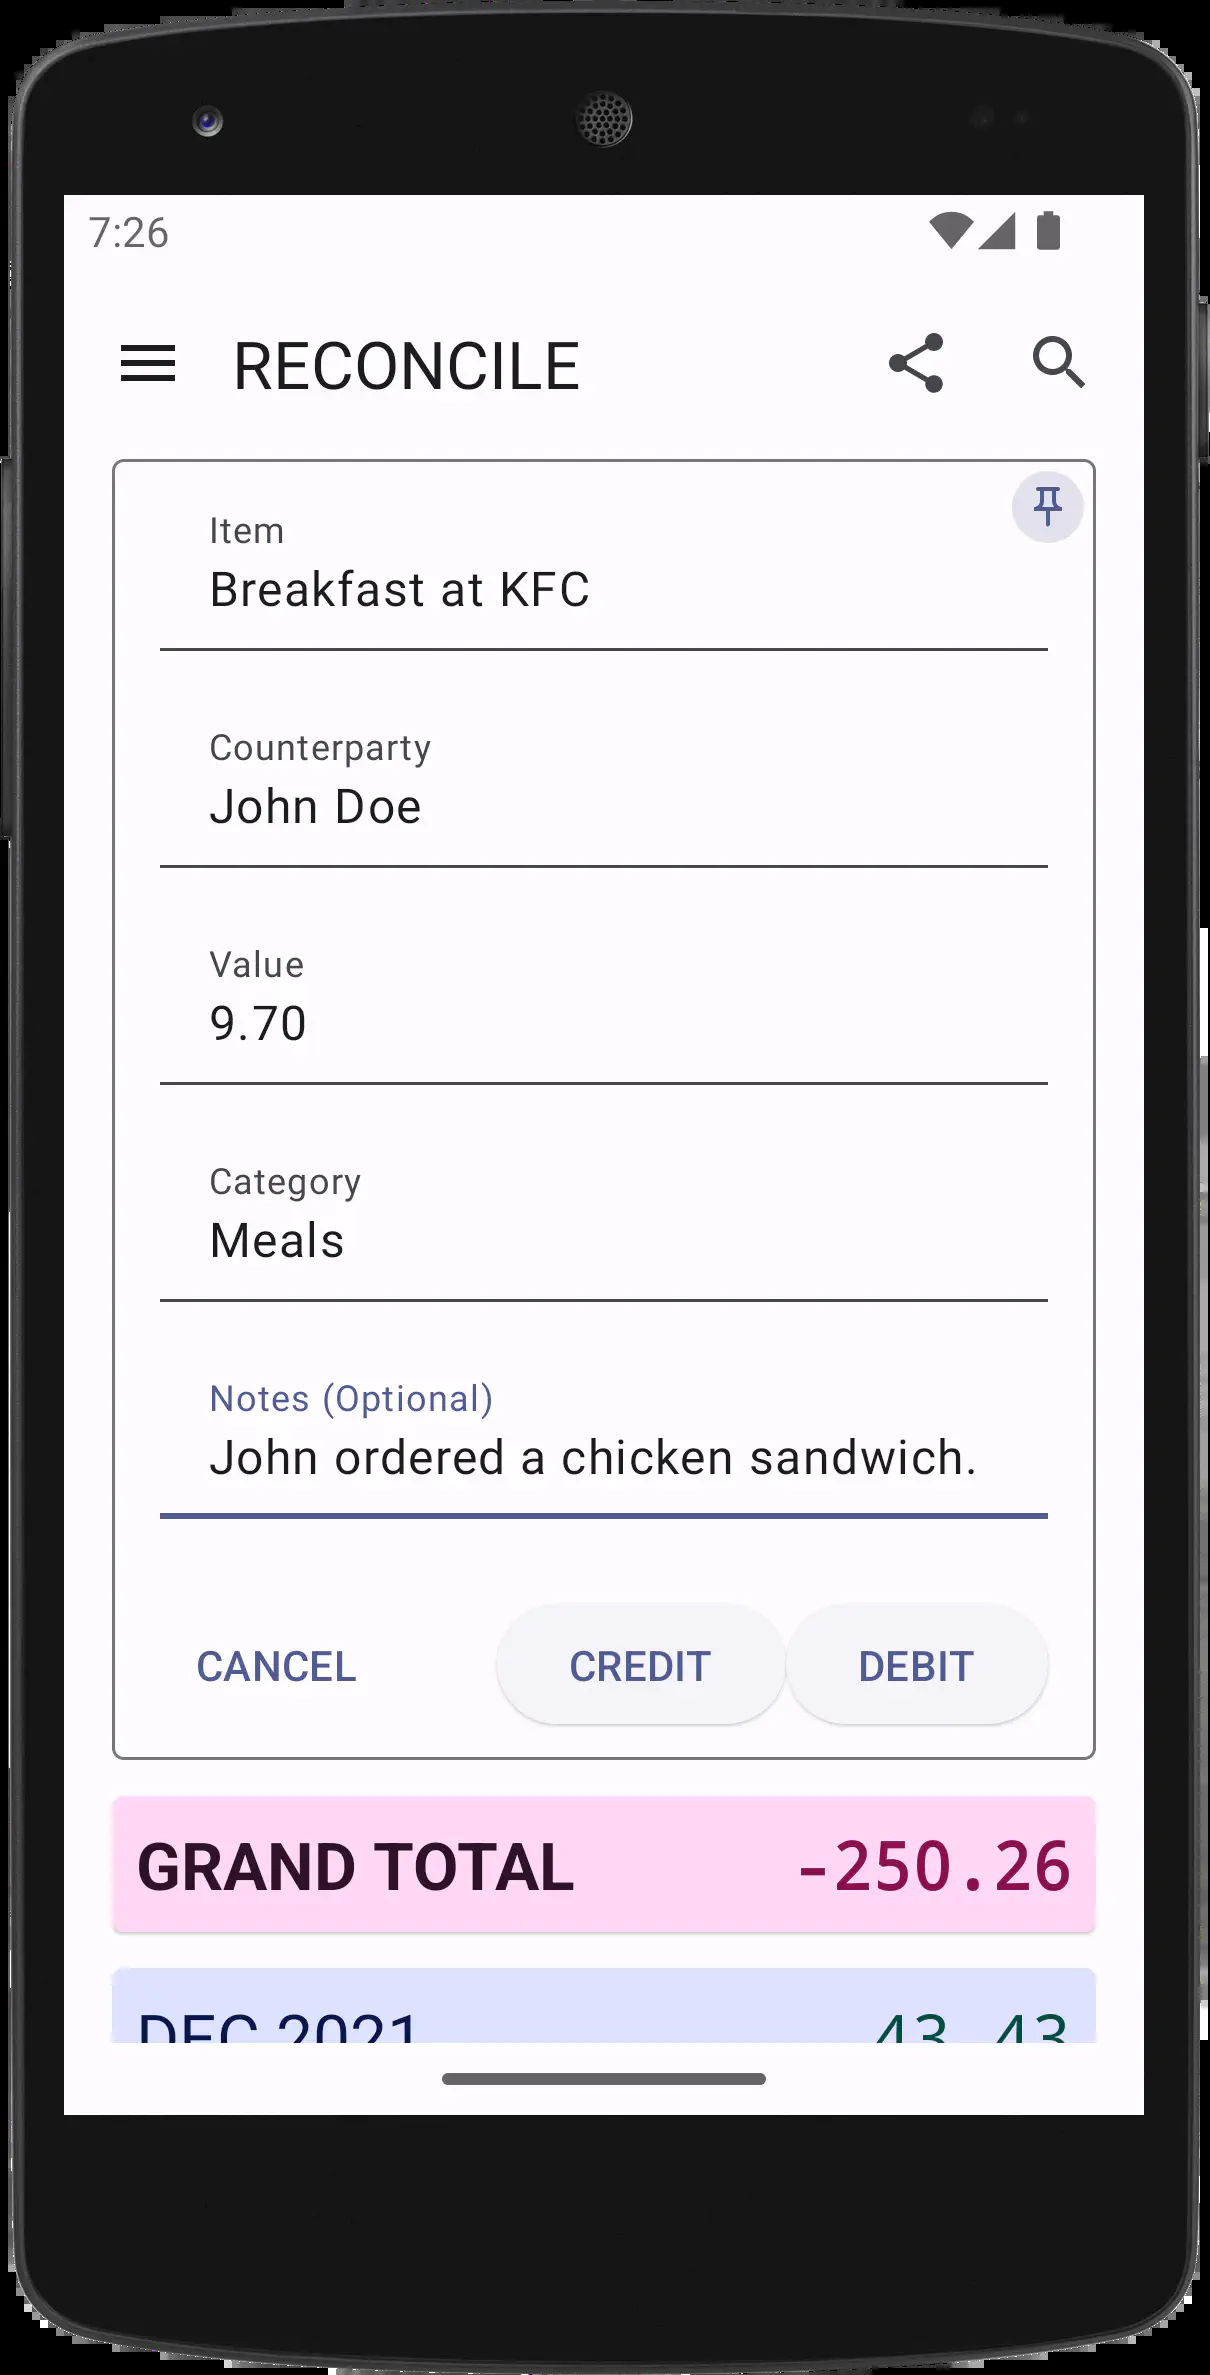 7:26
RECONCILE
Item
Breakfast at KFC
Counterparty
John Doe
Value
9.70
Category
Meals
Notes (Optional)
John ordered a chicken sandwich.
CANCEL CREDIT DEBIT
GRAND TOTAL -250.26
DEC 2021 43.43